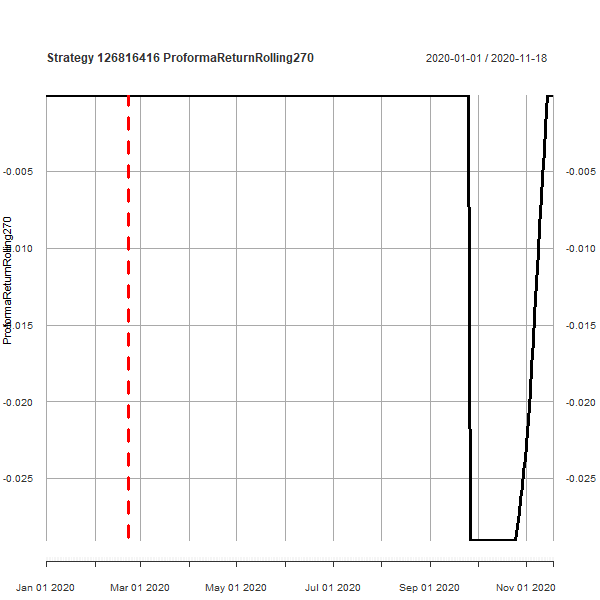 Strategy 126816416 ProformaReturnRolling270
2020-01-01 / 2020-11-18
ProformaReturnRolling270
-0.005
-0.005
-0.010
-0.010
-0.015
-0.015
-0.020
-0.020
-0.025
-0.025
Jan 01 2020
Mar 01 2020
May 01 2020
Jul 01 2020
Sep 01 2020
Nov 01 2020